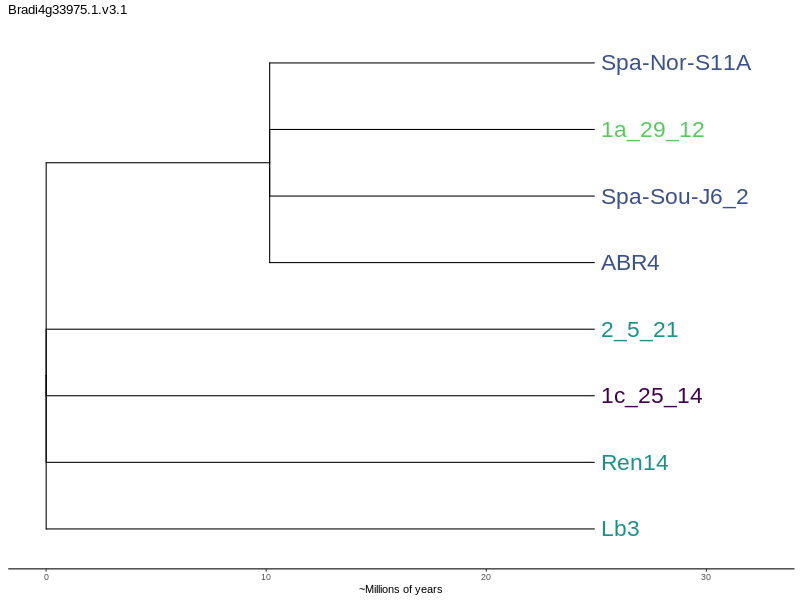 Bradi4g33975.1.v3.1
Spa-Nor-S11A
1a_29_12
Spa-Sou-J6_2
ABR4
2_5_21
1c_25_14
Ren14
Lb3
0 10 20 30
~Millions of years